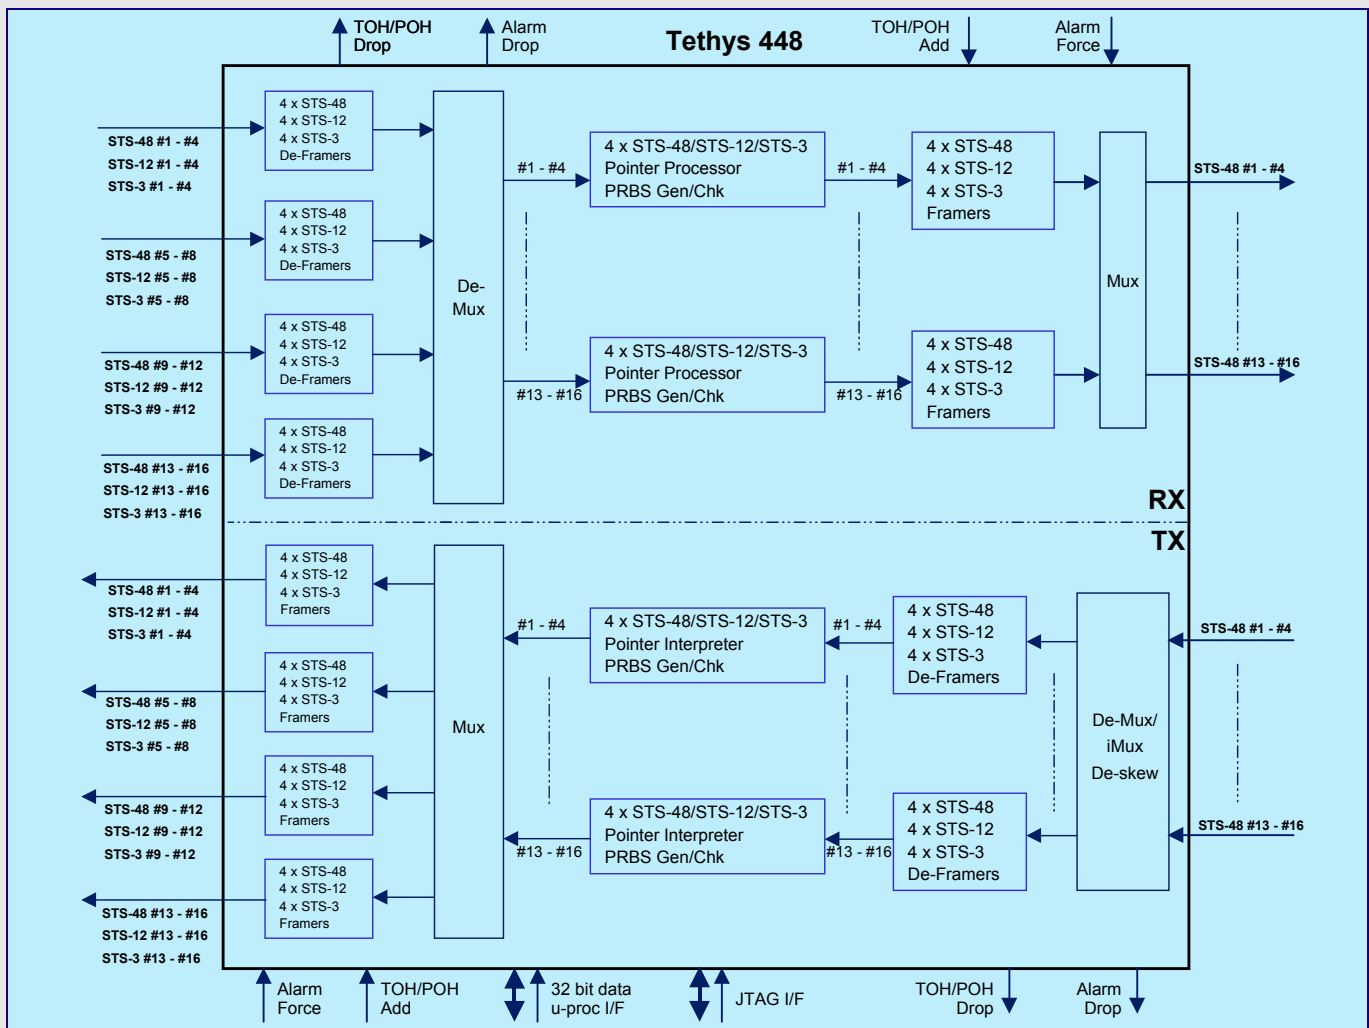 TOH/POH
Drop
Alarm
Drop
Tethys 448
TOH/POH
Add
Alarm
Force
STS-48 #1 - #4
STS-12 #1 - #4
STS-3 #1 - #4
4 x STS-48
4 x STS-12
4 x STS-3
De-Framers
STS-48 #5 - #8
STS-12 #5 - #8
STS-3 #5 - #8
4 x STS-48
4 x STS-12
4 x STS-3
De-Framers
STS-48 #9 - #12
STS-12 #9 - #12
STS-3 #9 - #12
4 x STS-48
4 x STS-12
4 x STS-3
De-Framers
STS-48 #13 - #16
STS-12 #13 - #16
STS-3 #13 - #16
4 x STS-48
4 x STS-12
4 x STS-3
De-Framers
De-
Mux
#1 - #4
4 x STS-48/STS-12/STS-3
Pointer Processor
PRBS Gen/Chk
#1 - #4
4 x STS-48
4 x STS-12
4 x STS-3
Framers
#13 - #16
4 x STS-48/STS-12/STS-3
Pointer Processor
PRBS Gen/Chk
#13 - #16
4 x STS-48
4 x STS-12
4 x STS-3
Framers
Mux
STS-48 #1 - #4
STS-48 #13 - #16
RX
TX
STS-48 #1 - #4
STS-12 #1 - #4
STS-3 #1 - #4
4 x STS-48
4 x STS-12
4 x STS-3
Framers
STS-48 #5 - #8
STS-12 #5 - #8
STS-3 #5 - #8
4 x STS-48
4 x STS-12
4 x STS-3
Framers
STS-48 #9 - #12
STS-12 #9 - #12
STS-3 #9 - #12
4 x STS-48
4 x STS-12
4 x STS-3
Framers
STS-48 #13 - #16
STS-12 #13 - #16
STS-3 #13 - #16
4 x STS-48
4 x STS-12
4 x STS-3
Framers
Mux
#1 - #4
4 x STS-48/STS-12/STS-3
Pointer Interpreter
PRBS Gen/Chk
#1 - #4
4 x STS-48
4 x STS-12
4 x STS-3
De-Framers
#13 - #16
4 x STS-48/STS-12/STS-3
Pointer Interpreter
PRBS Gen/Chk
#13 - #16
4 x STS-48
4 x STS-12
4 x STS-3
De-Framers
De-Mux/
iMux
De-skew
STS-48 #1 - #4
STS-48 #13 - #16
Alarm
Force
TOH/POH
Add
32 bit data
u-proc I/F
JTAG I/F
TOH/POH
Drop
Alarm
Drop